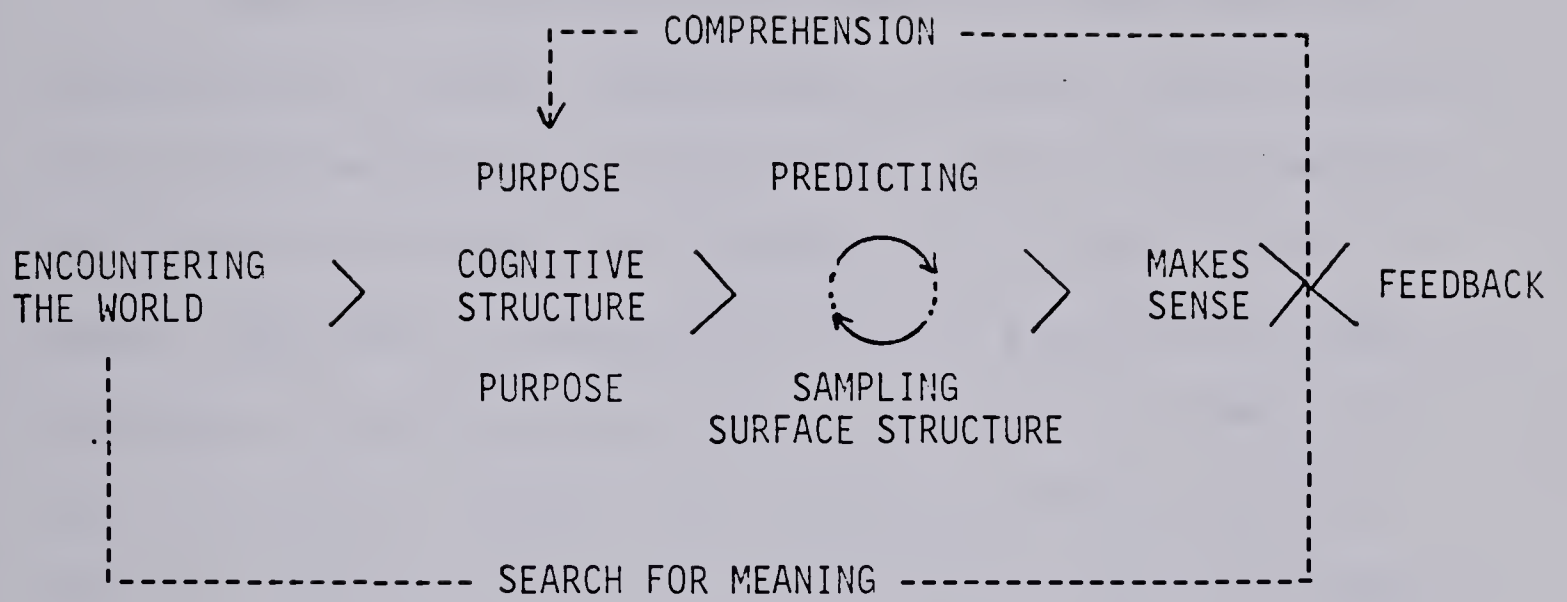 COMPREHENSION
PURPOSE
PREDICTING
ENCOUNTERING
THE WORLD
COGNITIVE
STRUCTURE
MAKES
SENSE
FEEDBACK
PURPOSE
SAMPLING
SURFACE STRUCTURE
SEARCH FOR MEANING